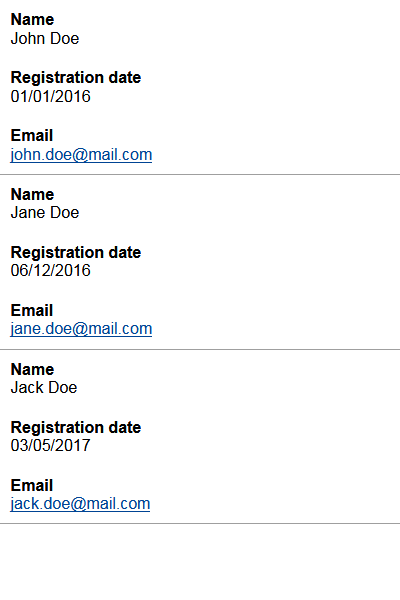 Name
John Doe
Registration date
01/01/2016
Email
john.doe@mail.com
Name
Jane Doe
Registration date
06/12/2016
Email
jane.doe@mail.com
Name
Jack Doe
Registration date
03/05/2017
Email
jack.doe@mail.com